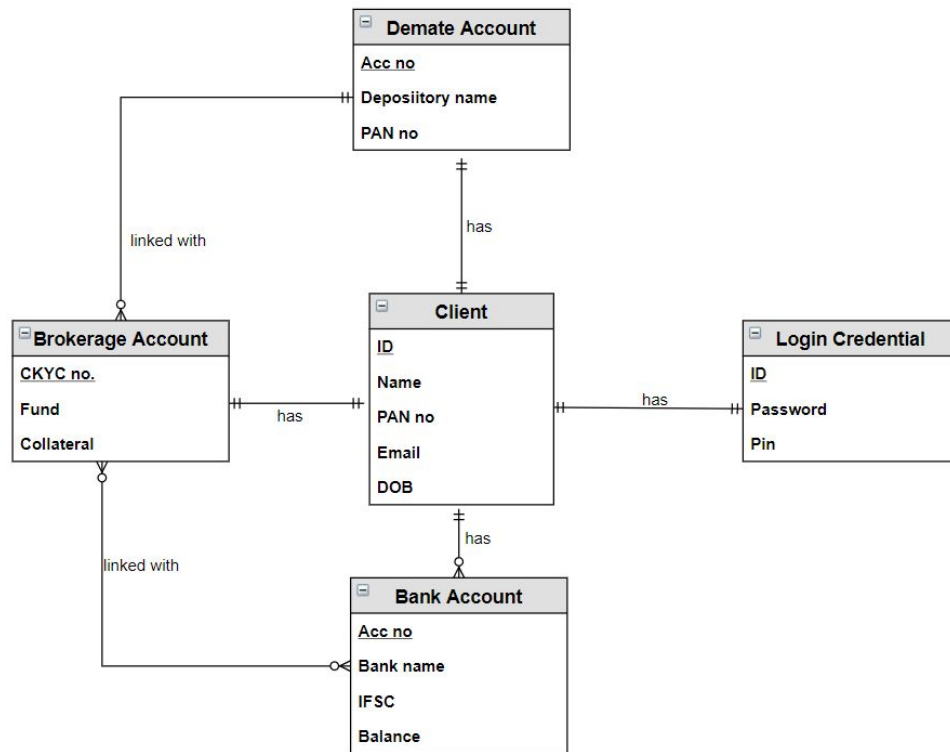 Demate Account
Acc no
Deposiitory name
PAN no
linked with
has
Client
ID
Name
PAN no
Email
DOB
Brokerage Account
CKYC no.
Fund
Collateral
has
Login Credential
ID
Password
Pin
has
has
linked with
Bank Account
Acc no
Bank name
IFSC
Balance